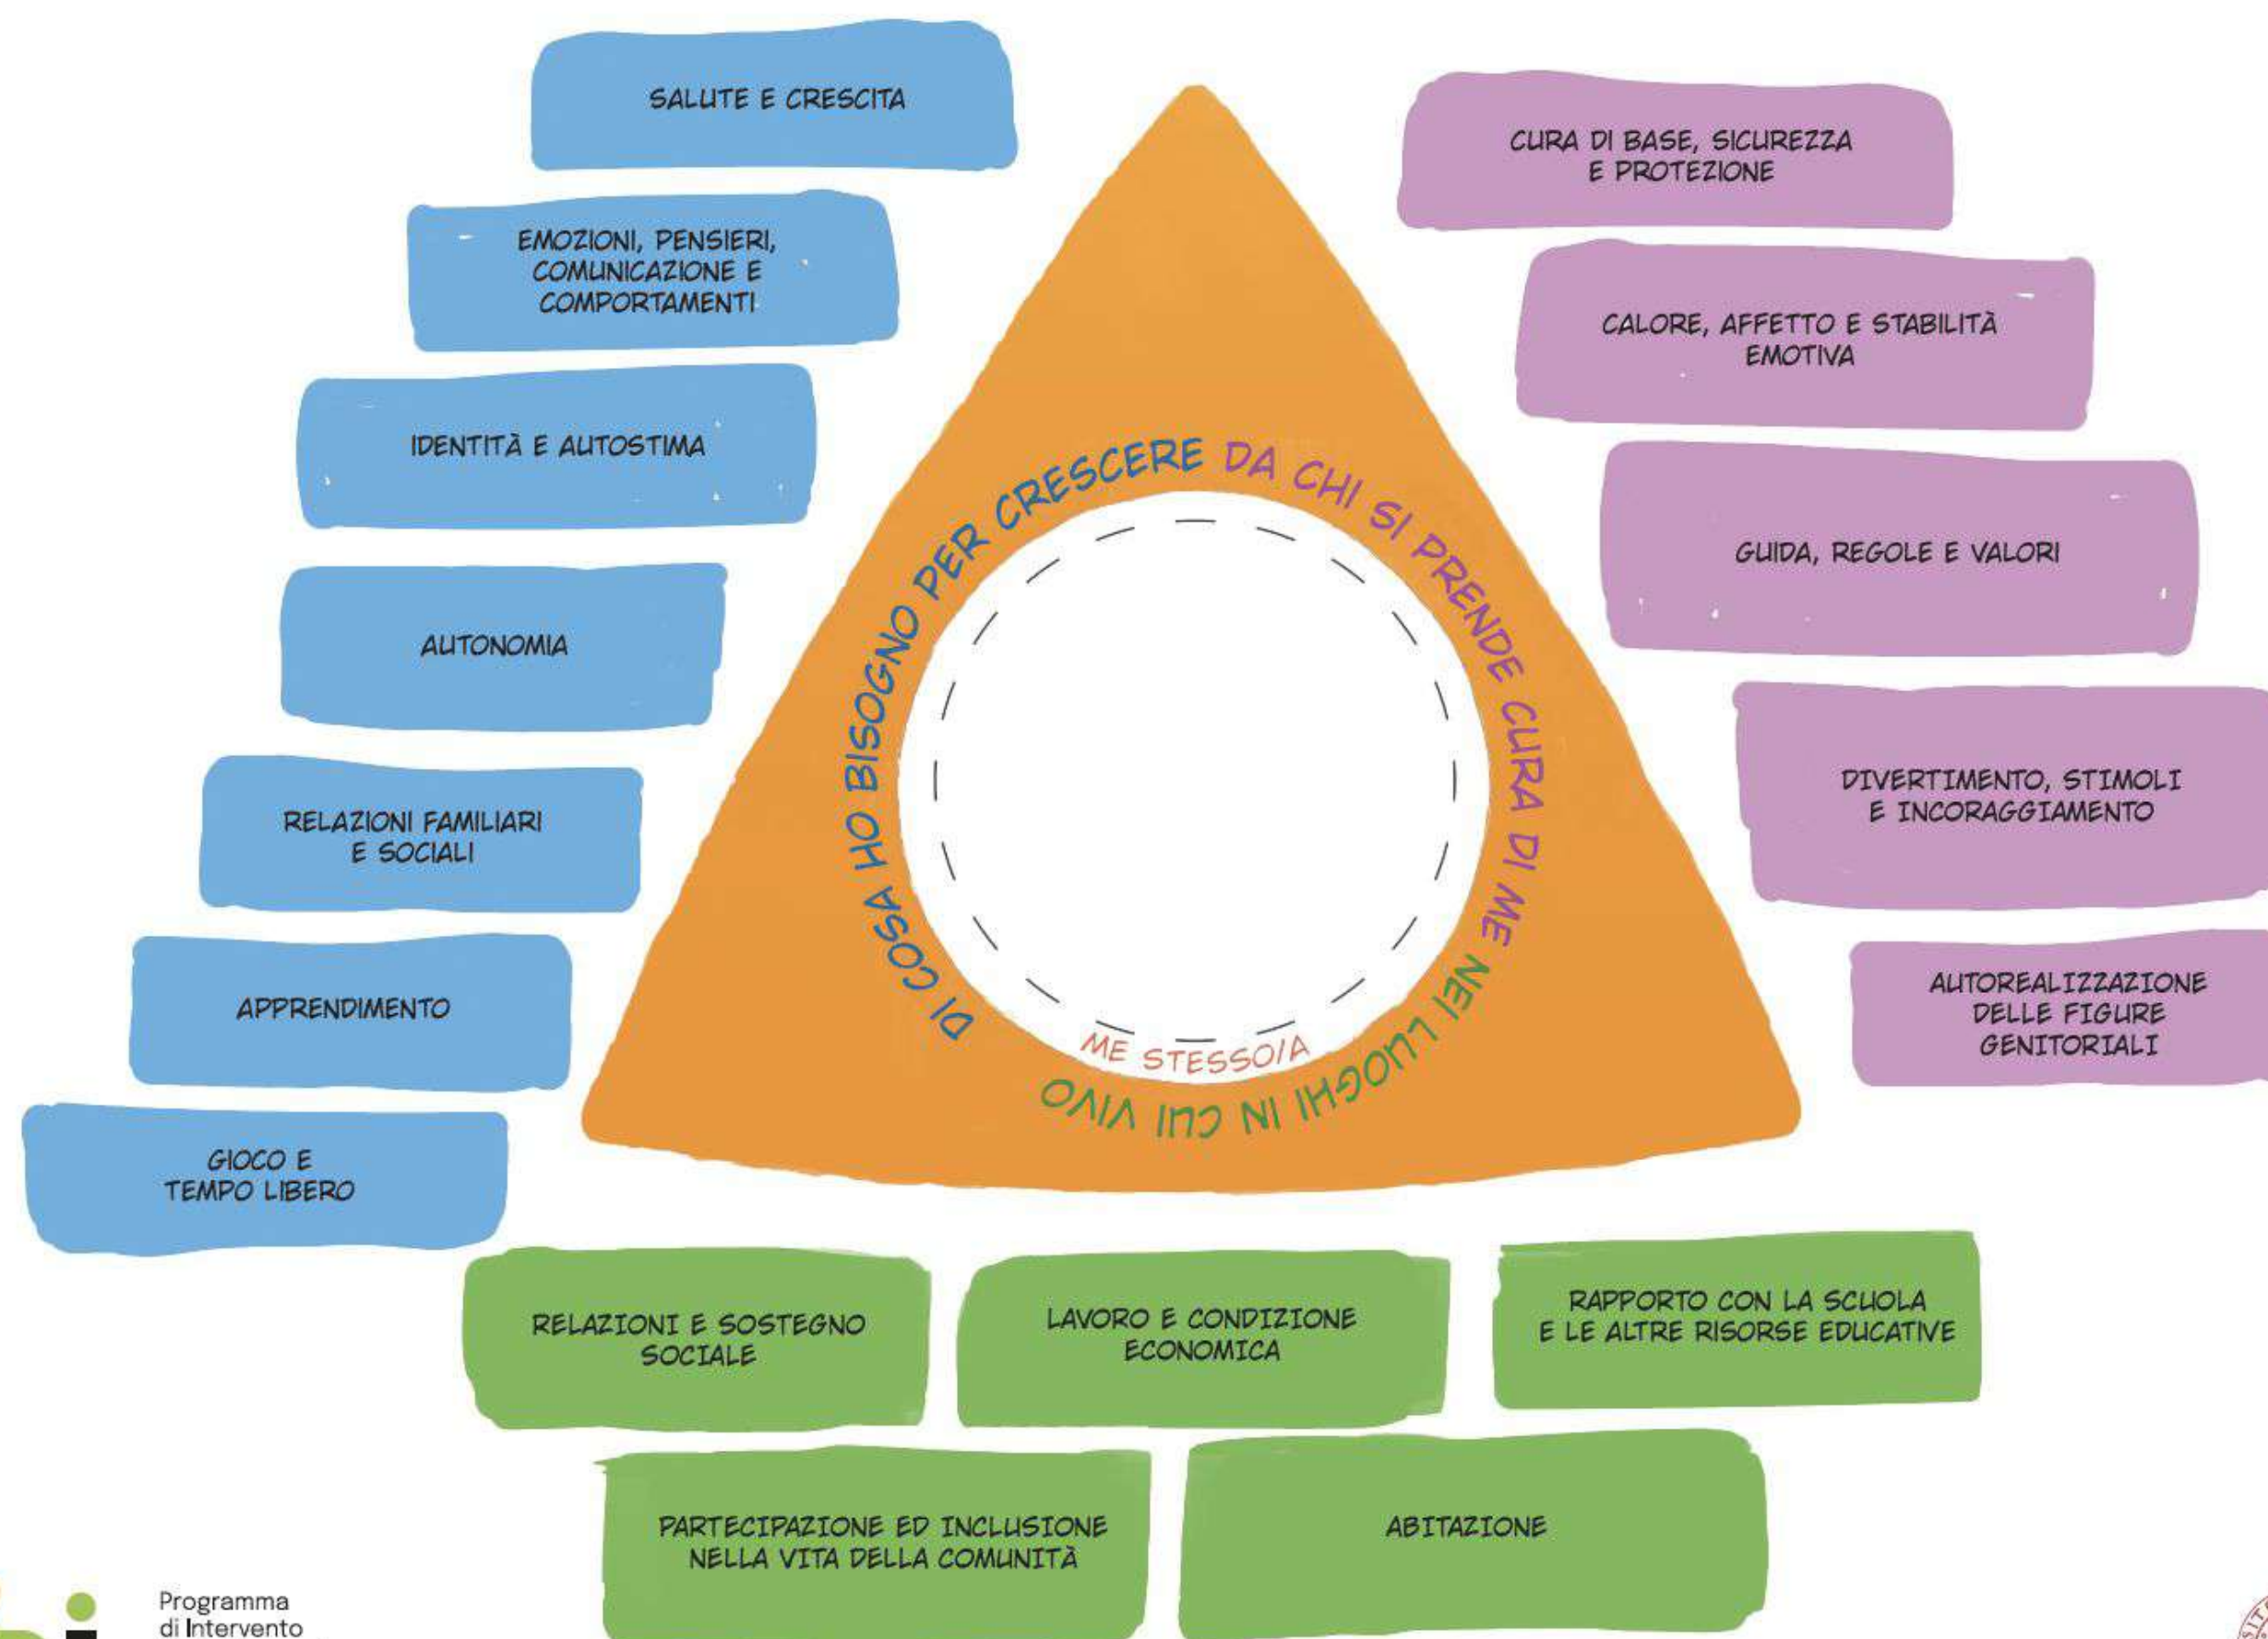 SALUTE E CRESCITA
EMOZIONI, PENSIERI,
COMUNICAZIONE E
COMPORTAMENTI
IDENTITÀ E AUTOSTIMA
AUTONOMIA
RELAZIONI FAMILIARI
E SOCIALI
APPRENDIMENTO
GIOCO E
TEMPO LIBERO
DI COSA HO BISOGNO PER CRESCERE
DA CHI SI PRENDE CURA DI ME
NEI LUOGHI IN CUI VIVO
ME STESSO/A
CURA DI BASE, SICUREZZA
E PROTEZIONE
CALORE, AFFETTO E STABILITÀ
EMOTIVA
GUIDA, REGOLE E VALORI
DIVERTIMENTO, STIMOLI
E INCORAGGIAMENTO
AUTOREALIZZAZIONE
DELLE FIGURE
GENITORIALI
RELAZIONI E SOSTEGNO
SOCIALE
LAVORO E CONDIZIONE
ECONOMICA
RAPPORTO CON LA SCUOLA
E LE ALTRE RISORSE EDUCATIVE
PARTECIPAZIONE ED INCLUSIONE
NELLA VITA DELLA COMUNITÀ
ABITAZIONE
Programma
di Intervento